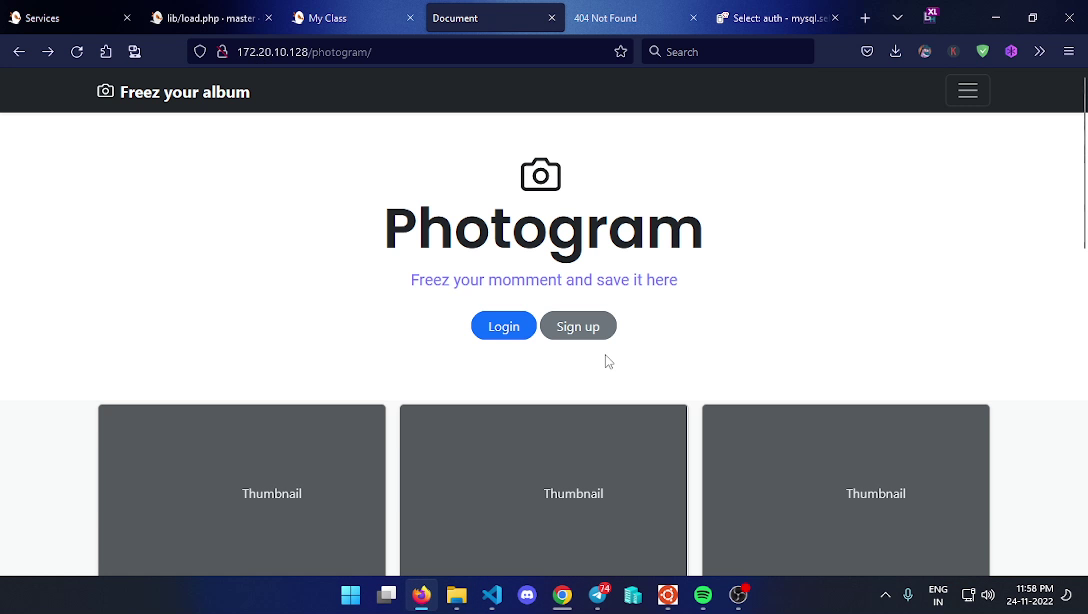 Services
lib/load.php · master ·
My Class
Document
404 Not Found
Select: auth - mysql.se
XL
172.20.10.128/photogram/
Search
Freez your album
Photogram
Freez your momment and save it here
Login
Sign up
Thumbnail
Thumbnail
Thumbnail
74
ENG
IN
11:58 PM
24-11-2022